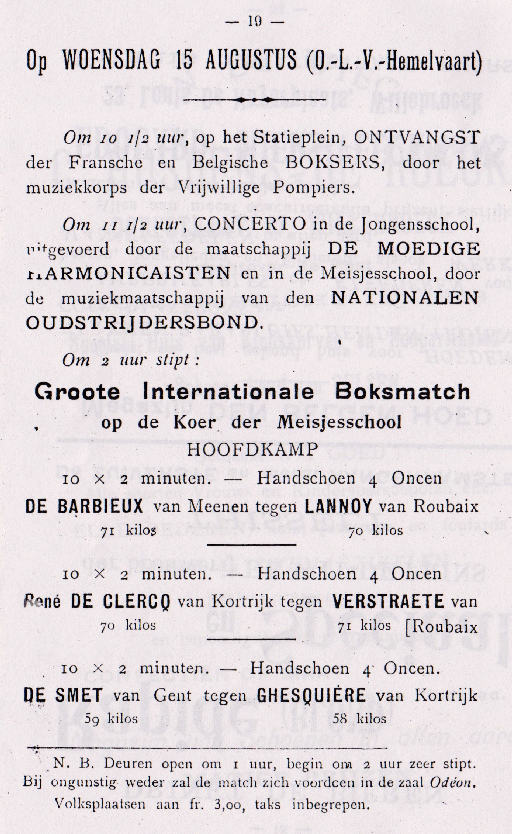 — 19 —
Op WOENSDAG 15 AUGUSTUS (O.-L.-V.-Hemelvaart)
Om 10 1/2 uur, op het Statieplein, ONTVANGST
der Fransche en Belgische BOKSERS, door het
muziekkorps der Vrijwillige Pompiers.
Om 11 1/2 uur, CONCERTO in de Jongensschool,
uitgevoerd door de maatschappij DE MOEDIGE
HARMONICAISTEN en in de Meisjesschool, door
de muziekmaatschappij van den NATIONALEN
OUDSTRIJDERSBOND.
Om 2 uur stipt :
Groote Internationale Boksmatch
op de Koer der Meisjesschool
HOOFDKAMP
10 × 2 minuten. — Handschoen 4 Oncen
DE BARBIEUX van Meenen tegen LANNOY van Roubaix
71 kilos 70 kilos
10 × 2 minuten. — Handschoen 4 Oncen
René DE CLERCQ van Kortrijk tegen VERSTRAETE van
70 kilos 71 kilos [Roubaix
10 × 2 minuten. — Handschoen 4 Oncen.
DE SMET van Gent tegen GHESQUIÈRE van Kortrijk
59 kilos 58 kilos
N. B. Deuren open om 1 uur, begin om 2 uur zeer stipt.
Bij ongunstig weder zal de match zich voordoen in de zaal Odéon.
Volksplaatsen aan fr. 3,00, taks inbegrepen.